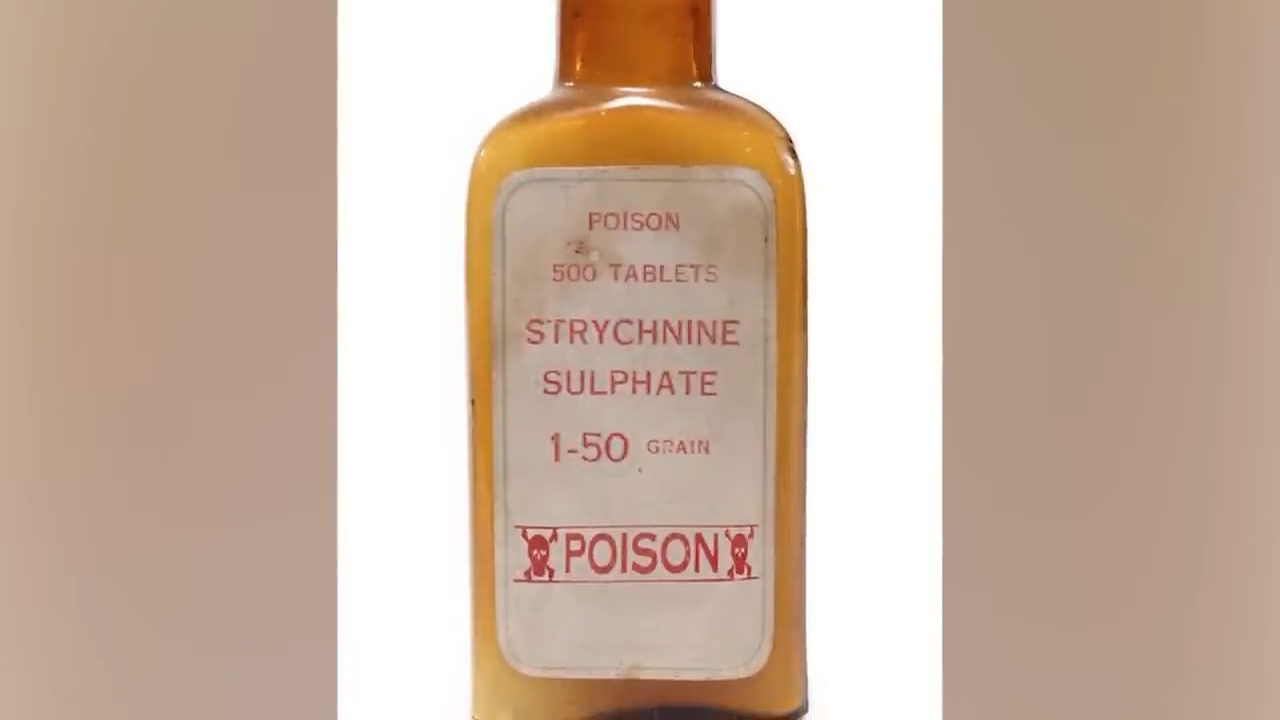 POISON
500 TABLETS
STRYCHNINE
SULPHATE
1-50 GRAIN
POISON